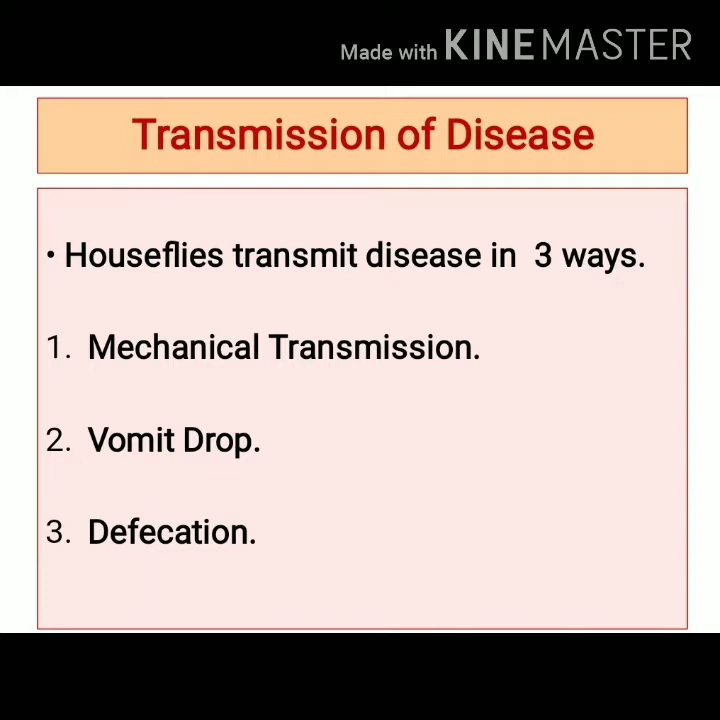 Made with KINEMASTER
Transmission of Disease
• Houseflies transmit disease in 3 ways.
1. Mechanical Transmission.
2. Vomit Drop.
3. Defecation.